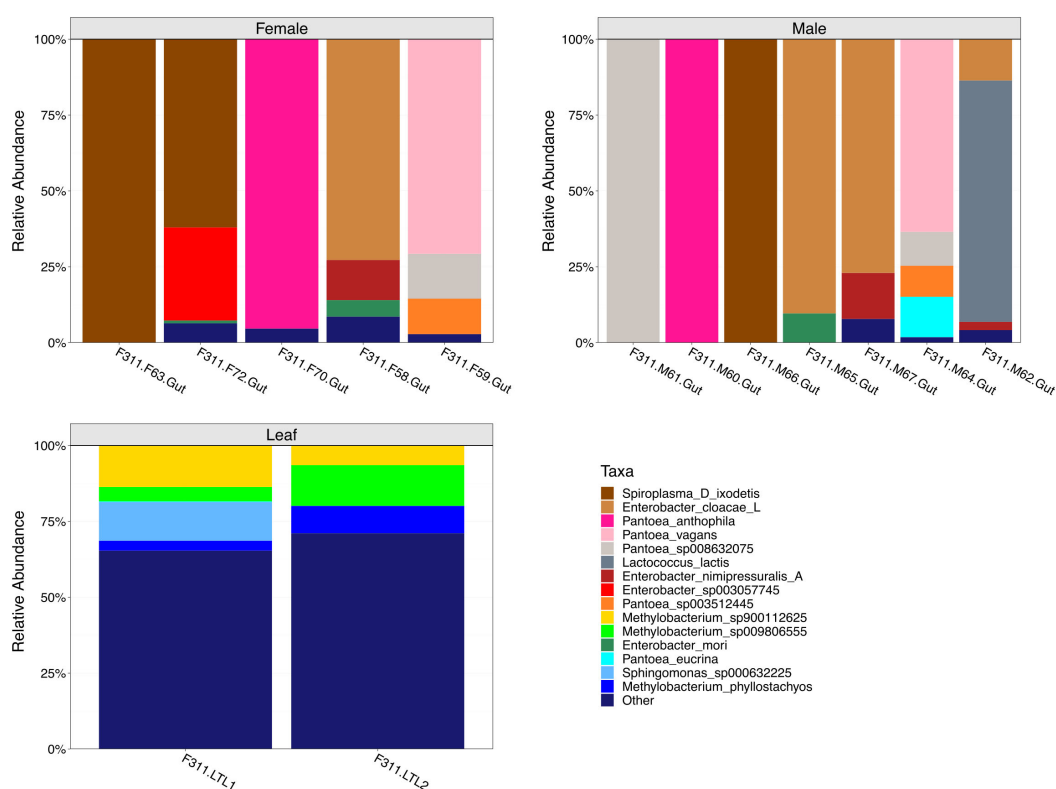 Female
100%
75%
50%
25%
0%
Relative Abundance
F311.F63.Gut
F311.F72.Gut
F311.F70.Gut
F311.F58.Gut
F311.F59.Gut
Male
100%
75%
50%
25%
0%
Relative Abundance
F311.M61.Gut
F311.M60.Gut
F311.M66.Gut
F311.M65.Gut
F311.M67.Gut
F311.M64.Gut
F311.M62.Gut
Leaf
100%
75%
50%
25%
0%
Relative Abundance
F311.LTL1
F311.LTL2
Taxa
Spiroplasma_D_ixodetis
Enterobacter_cloacae_L
Pantoea_anthophila
Pantoea_vagans
Pantoea_sp008632075
Lactococcus_lactis
Enterobacter_nimipressuralis_A
Enterobacter_sp003057745
Pantoea_sp003512445
Methylobacterium_sp900112625
Methylobacterium_sp009806555
Enterobacter_mori
Pantoea_eucrina
Sphingomonas_sp000632225
Methylobacterium_phyllostachyos
Other